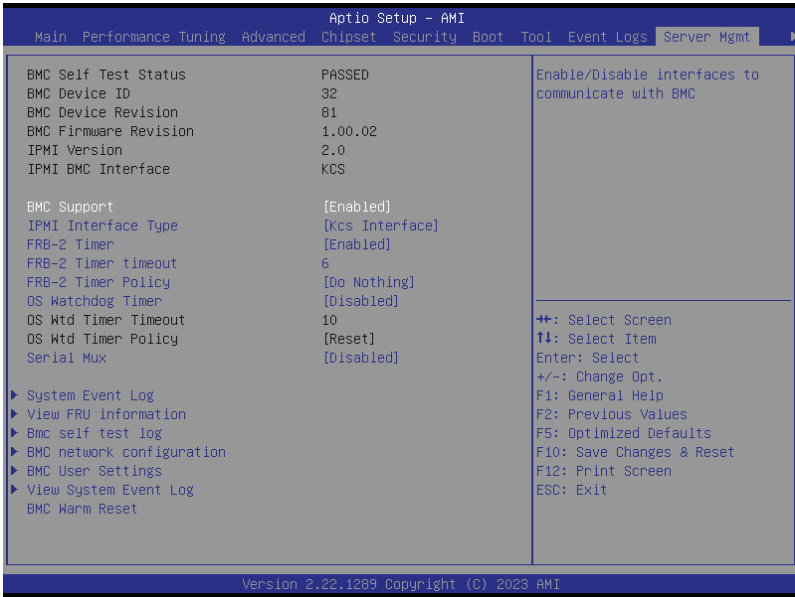 Aptio Setup – AMI
Main Performance Tuning Advanced Chipset Security Boot Tool Event Logs Server Mgmt
BMC Self Test Status PASSED
BMC Device ID 32
BMC Device Revision 81
BMC Firmware Revision 1.00.02
IPMI Version 2.0
IPMI BMC Interface KCS
BMC Support [Enabled]
IPMI Interface Type [Kcs Interface]
FRB-2 Timer [Enabled]
FRB-2 Timer timeout 6
FRB-2 Timer Policy [Do Nothing]
OS Watchdog Timer [Disabled]
OS Wtd Timer Timeout 10
OS Wtd Timer Policy [Reset]
Serial Mux [Disabled]
System Event Log
View FRU information
Bmc self test log
BMC network configuration
BMC User Settings
View System Event Log
BMC Warm Reset
Enable/Disable interfaces to
communicate with BMC
→←: Select Screen
↑↓: Select Item
Enter: Select
+/-: Change Opt.
F1: General Help
F2: Previous Values
F5: Optimized Defaults
F10: Save Changes & Reset
F12: Print Screen
ESC: Exit
Version 2.22.1289 Copyright (C) 2023 AMI